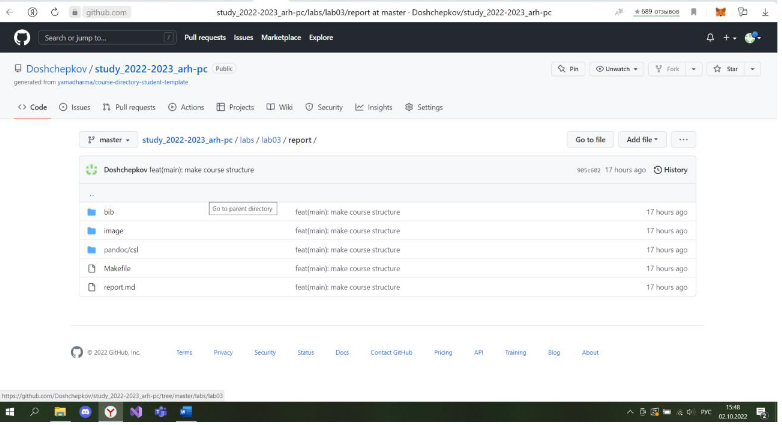 github.com
study_2022-2023_arh-pc/labs/lab03/report at master · Doshchepkov/study_2022-2023_arh-pc
★ 689 отзывов
Search or jump to...
/
Pull requests
Issues
Marketplace
Explore
Doshchepkov / study_2022-2023_arh-pc
Public
generated from yamadharma/course-directory-student-template
Pin
Unwatch
Fork
Star
Code
Issues
Pull requests
Actions
Projects
Wiki
Security
Insights
Settings
master
study_2022-2023_arh-pc / labs / lab03 / report /
Go to file
Add file
...
Doshchepkov feat(main): make course structure
905c602 17 hours ago
History
..
Go to parent directory
bib feat(main): make course structure 17 hours ago
image feat(main): make course structure 17 hours ago
pandoc/csl feat(main): make course structure 17 hours ago
Makefile feat(main): make course structure 17 hours ago
report.md feat(main): make course structure 17 hours ago
© 2022 GitHub, Inc.
Terms
Privacy
Security
Status
Docs
Contact GitHub
Pricing
API
Training
Blog
About
https://github.com/Doshchepkov/study_2022-2023_arh-pc/tree/master/labs/lab03
РУС
15:48
02.10.2022
2